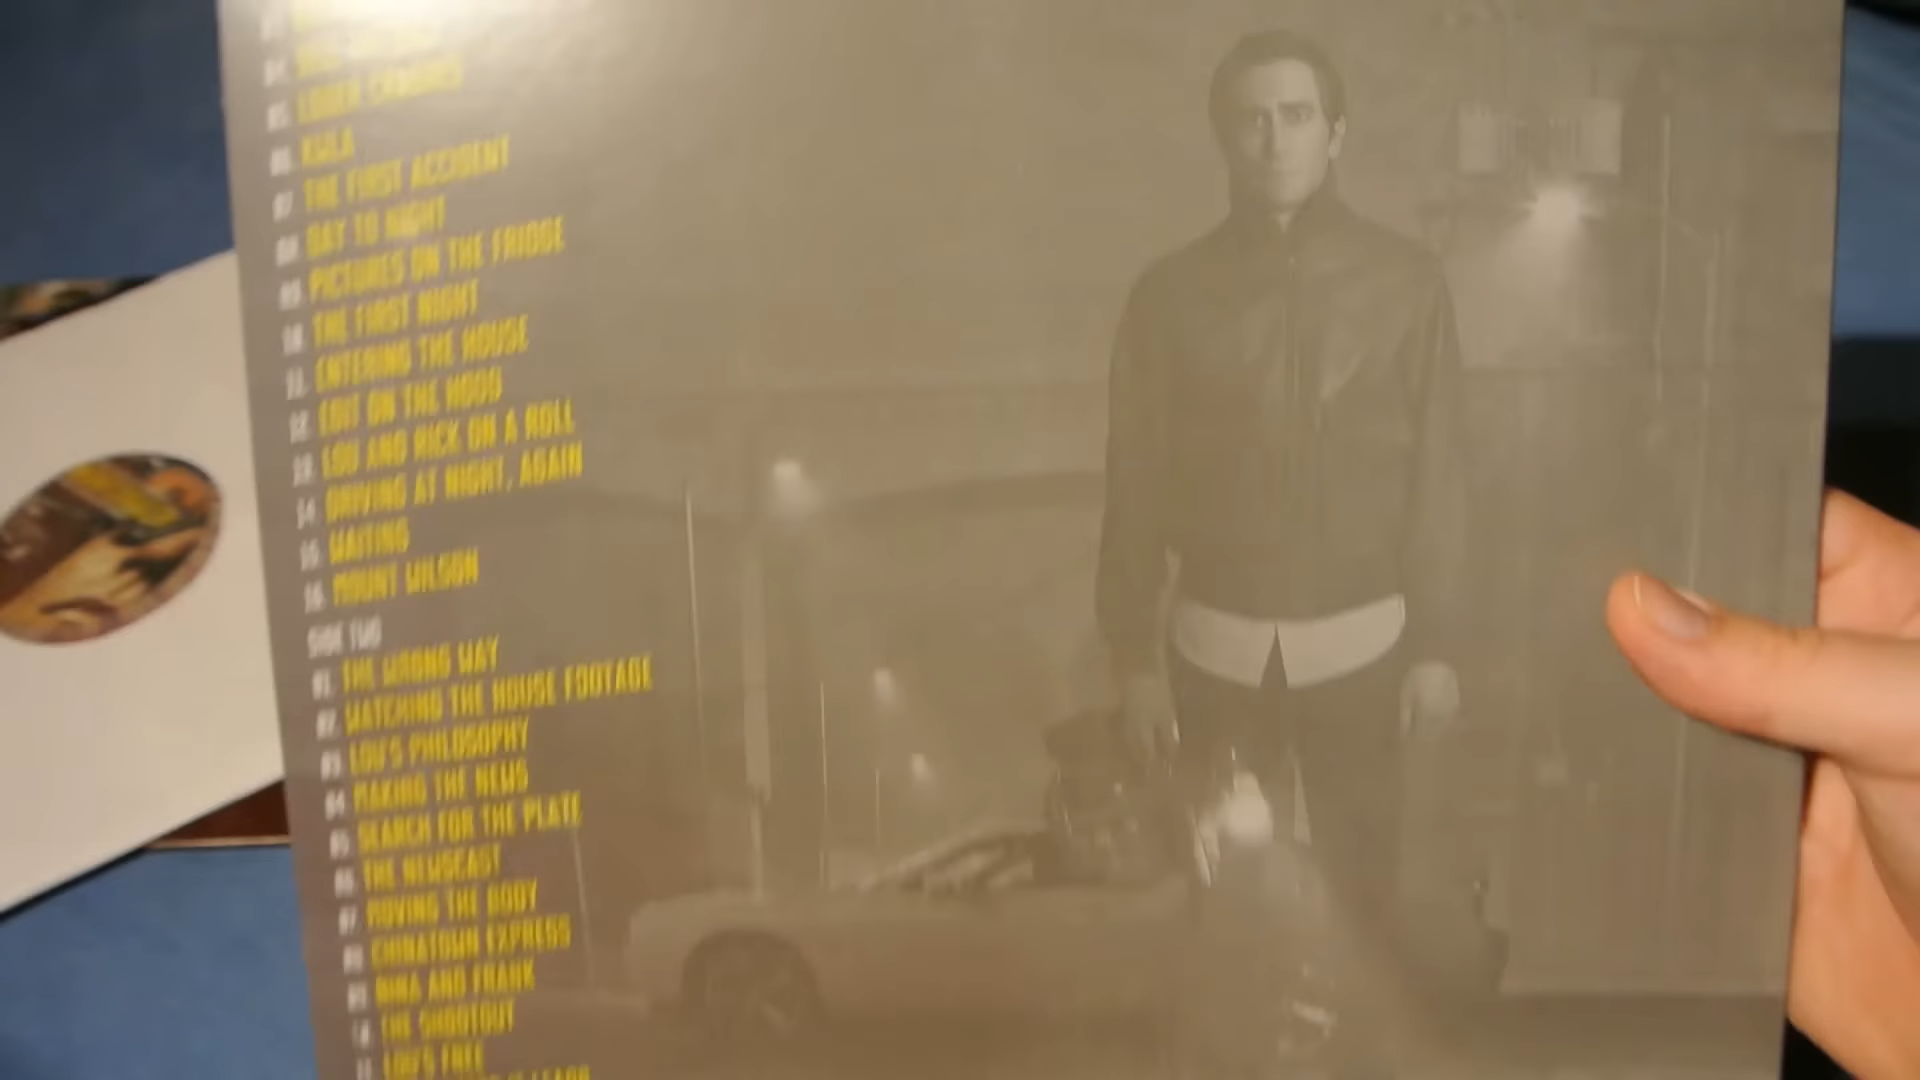 05. LODER CRASHES
06. KWLA
07. THE FIRST ACCIDENT
08. DAY TO NIGHT
09. PICTURES ON THE FRIDGE
10. THE FIRST NIGHT
11. ENTERING THE HOUSE
12. EDIT ON THE HOOD
13. LOU AND RICK ON A ROLL
14. DRIVING AT NIGHT, AGAIN
15. WAITING
16. MOUNT WILSON
SIDE TWO
01. THE WRONG WAY
02. WATCHING THE HOUSE FOOTAGE
03. LOU'S PHILOSOPHY
04. MAKING THE NEWS
05. SEARCH FOR THE PLATE
06. THE NEWSCAST
07. MOVING THE BODY
08. CHINATOWN EXPRESS
09. NINA AND FRANK
10. THE SHOOTOUT
11. LOU'S FREE